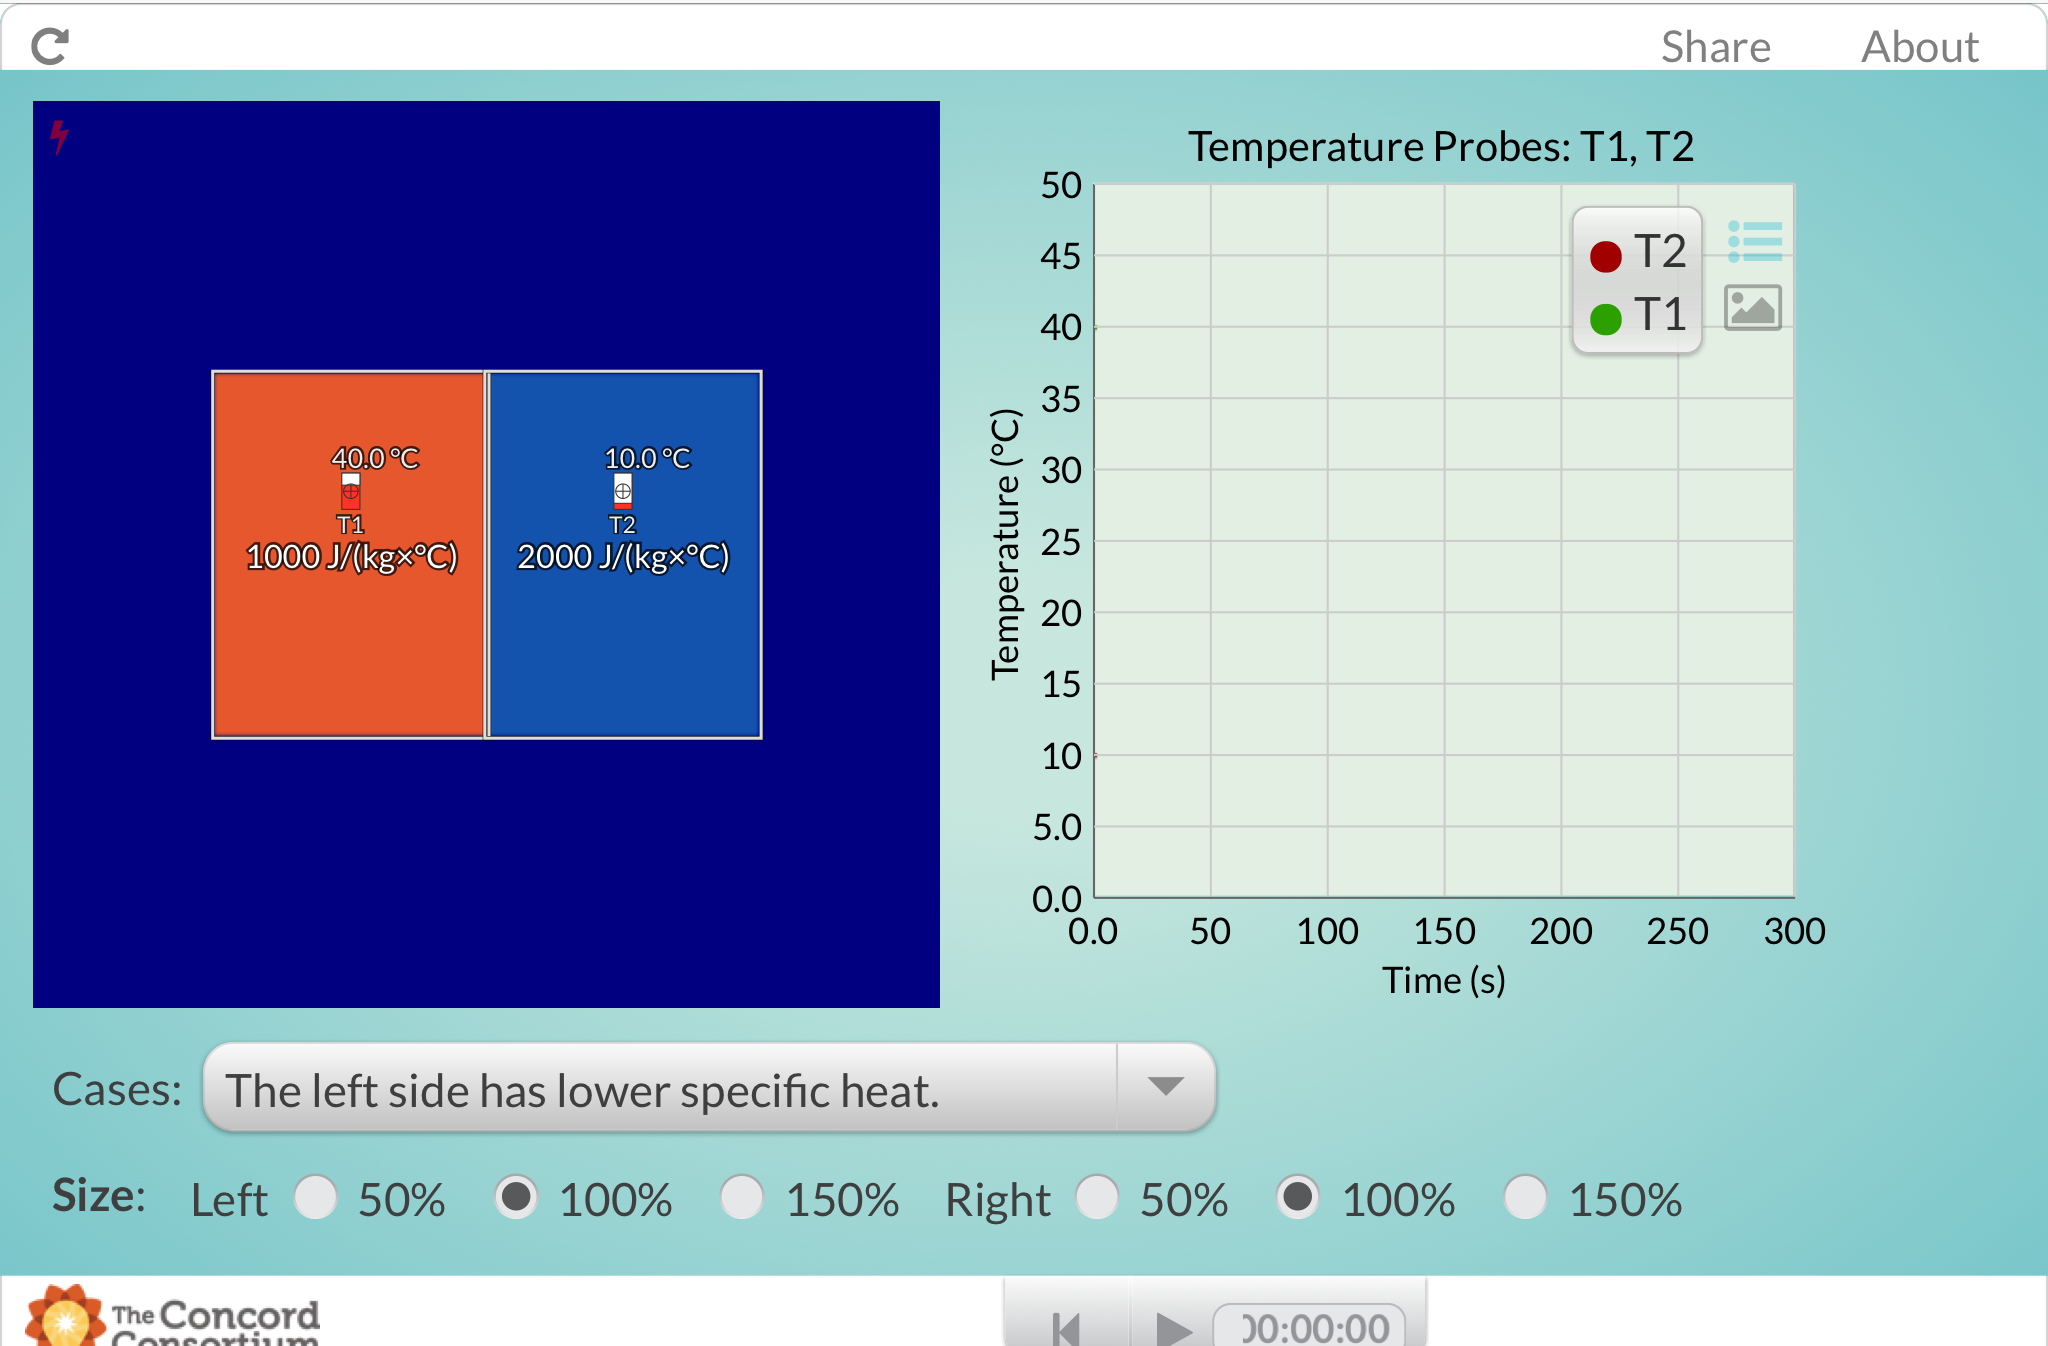 Share About
Temperature Probes: T1, T2
50
45
40
35
30
25
20
15
10
5.0
0.0
Temperature (°C)
T2
T1
0.0 50 100 150 200 250 300
Time (s)
40.0 °C
T1
1000 J/(kg×°C)
10.0 °C
T2
2000 J/(kg×°C)
Cases: The left side has lower specific heat.
Size: Left 50% 100% 150% Right 50% 100% 150%
The Concord
Consortium
00:00:00